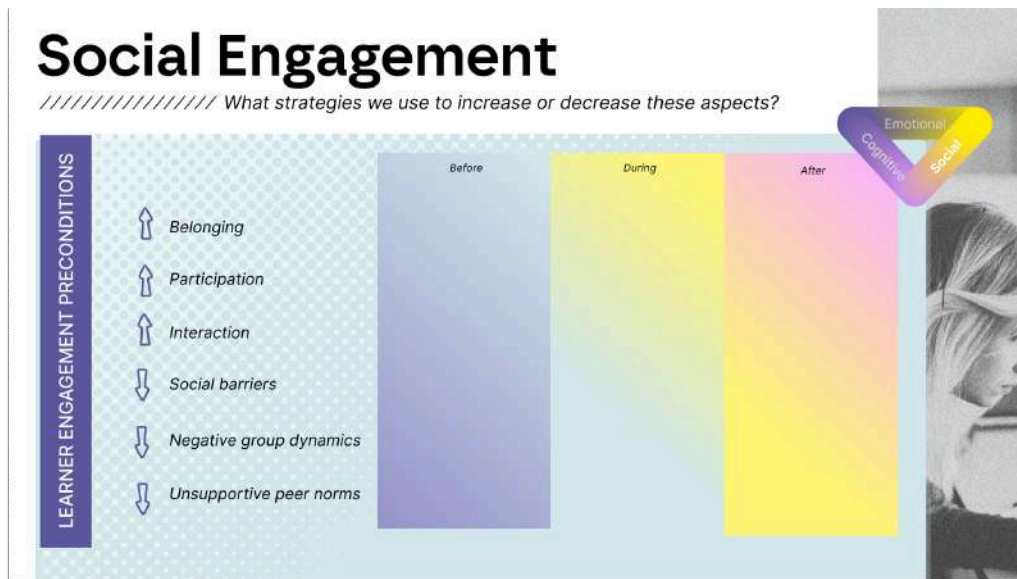 Social Engagement
////////////////// What strategies we use to increase or decrease these aspects?
Emotional
Cognitive
Social
LEARNER ENGAGEMENT PRECONDITIONS
Before
During
After
Belonging
Participation
Interaction
Social barriers
Negative group dynamics
Unsupportive peer norms